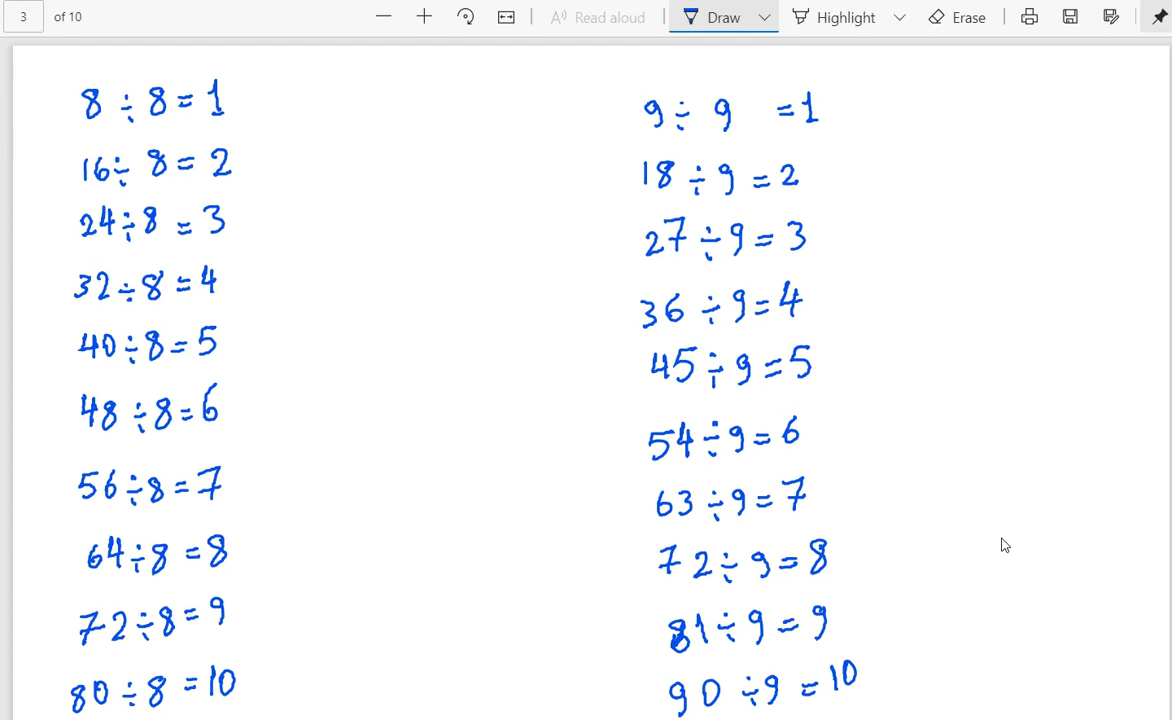 3 of 10 Read aloud Draw Highlight Erase
8 ÷ 8 = 1
16 ÷ 8 = 2
24 ÷ 8 = 3
32 ÷ 8 = 4
40 ÷ 8 = 5
48 ÷ 8 = 6
56 ÷ 8 = 7
64 ÷ 8 = 8
72 ÷ 8 = 9
80 ÷ 8 = 10
9 ÷ 9 = 1
18 ÷ 9 = 2
27 ÷ 9 = 3
36 ÷ 9 = 4
45 ÷ 9 = 5
54 ÷ 9 = 6
63 ÷ 9 = 7
72 ÷ 9 = 8
81 ÷ 9 = 9
90 ÷ 9 = 10